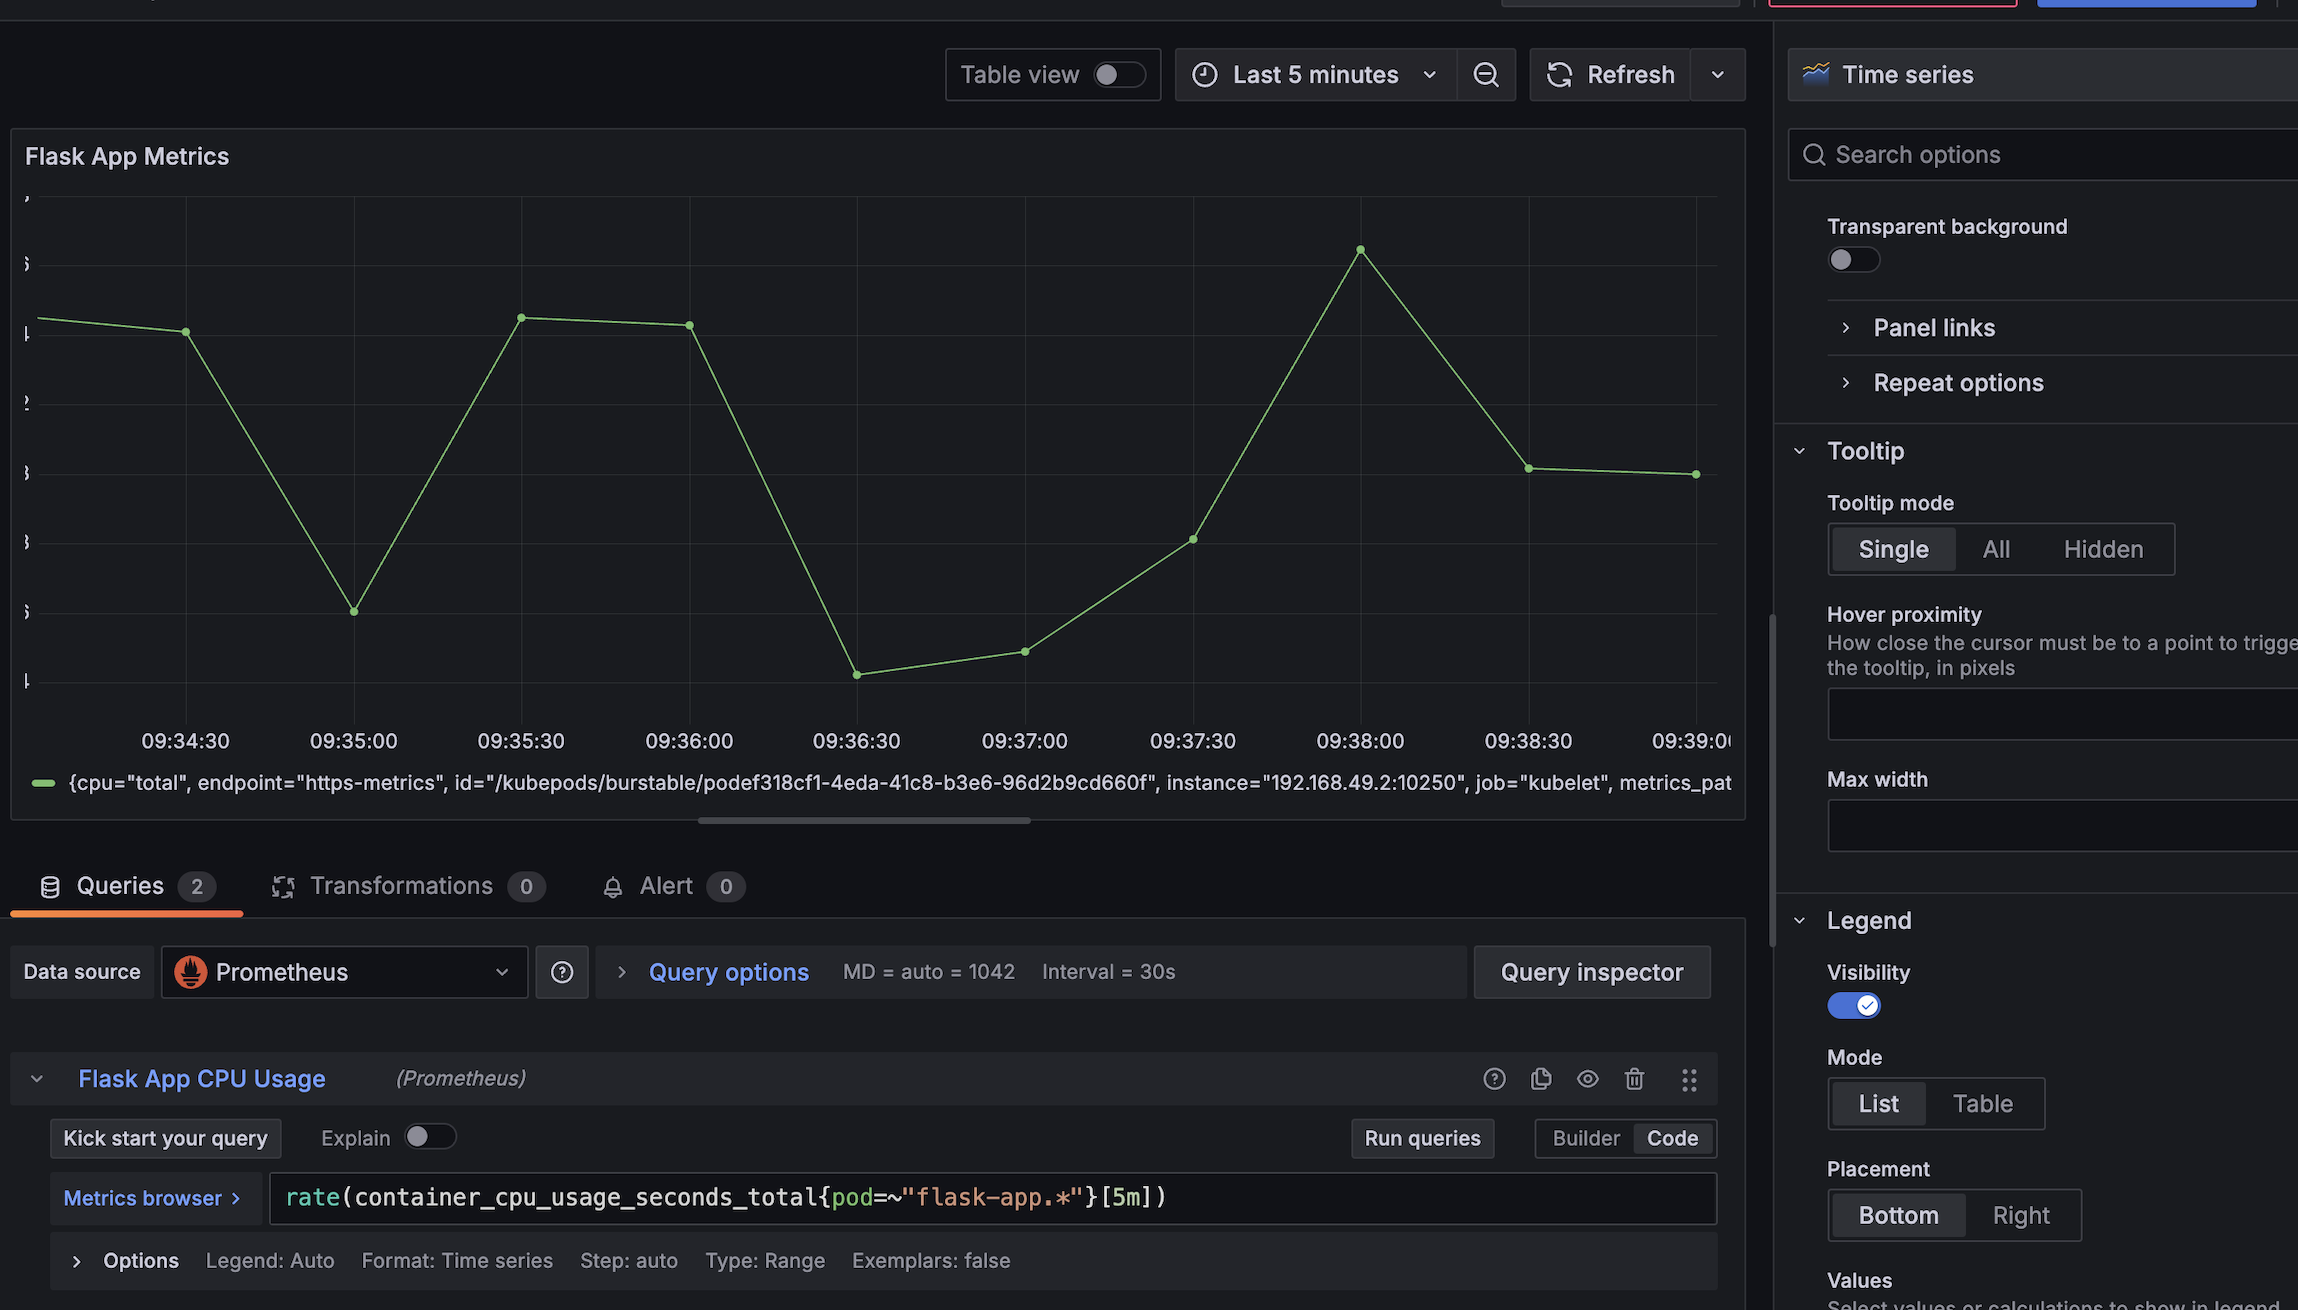 Table view
Last 5 minutes
Refresh
Time series
Flask App Metrics
Search options
Transparent background
Panel links
Repeat options
Tooltip
Tooltip mode
Single All Hidden
Hover proximity
How close the cursor must be to a point to trigge
the tooltip, in pixels
Max width
09:34:30 09:35:00 09:35:30 09:36:00 09:36:30 09:37:00 09:37:30 09:38:00 09:38:30 09:39:0
{cpu="total", endpoint="https-metrics", id="/kubepods/burstable/podef318cf1-4eda-41c8-b3e6-96d2b9cd660f", instance="192.168.49.2:10250", job="kubelet", metrics_pat
Queries 2 Transformations 0 Alert 0
Legend
Visibility
Data source Prometheus Query options MD = auto = 1042 Interval = 30s Query inspector
Mode
List Table
Flask App CPU Usage (Prometheus)
Kick start your query Explain Run queries Builder Code
Placement
Bottom Right
Metrics browser > rate(container_cpu_usage_seconds_total{pod=~"flask-app.*"}[5m])
Options Legend: Auto Format: Time series Step: auto Type: Range Exemplars: false
Values
Select values or calculations to show in legend